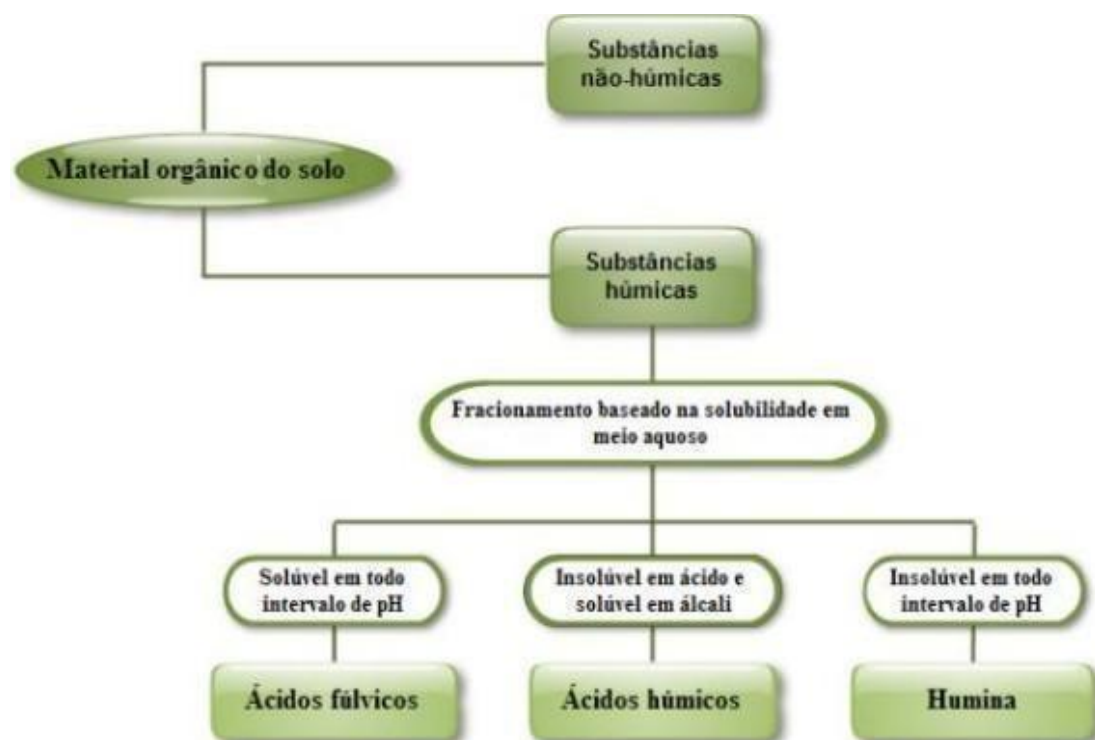 Substâncias
não-húmicas
Material orgânico do solo
Substâncias
húmicas
Fracionamento baseado na solubilidade em
meio aquoso
Solúvel em todo
intervalo de pH
Insolúvel em ácido e
solúvel em álcali
Insolúvel em todo
intervalo de pH
Ácidos fúlvicos
Ácidos húmicos
Humina